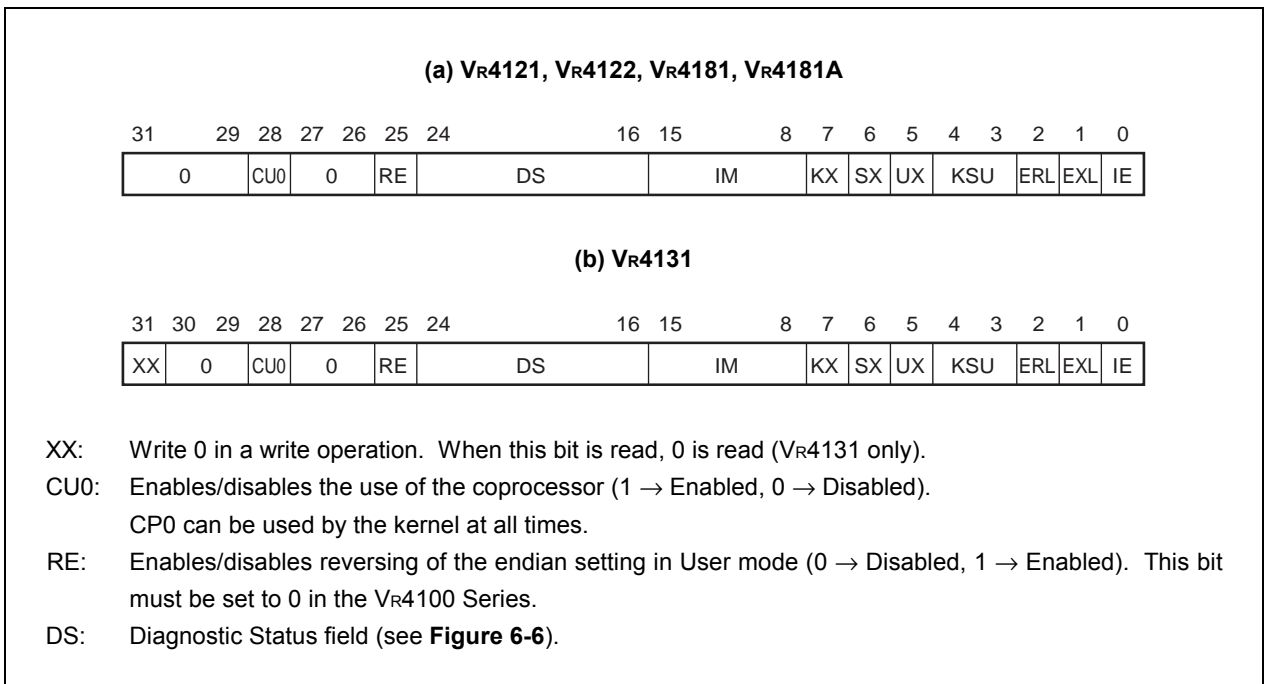 (a) VR4121, VR4122, VR4181, VR4181A
31 29 28 27 26 25 24 16 15 8 7 6 5 4 3 2 1 0
0 CU0 0 RE DS IM KX SX UX KSU ERL EXL IE
(b) VR4131
31 30 29 28 27 26 25 24 16 15 8 7 6 5 4 3 2 1 0
XX 0 CU0 0 RE DS IM KX SX UX KSU ERL EXL IE
XX: Write 0 in a write operation. When this bit is read, 0 is read (VR4131 only).
CU0: Enables/disables the use of the coprocessor (1 → Enabled, 0 → Disabled).
CP0 can be used by the kernel at all times.
RE: Enables/disables reversing of the endian setting in User mode (0 → Disabled, 1 → Enabled). This bit
must be set to 0 in the VR4100 Series.
DS: Diagnostic Status field (see Figure 6-6).